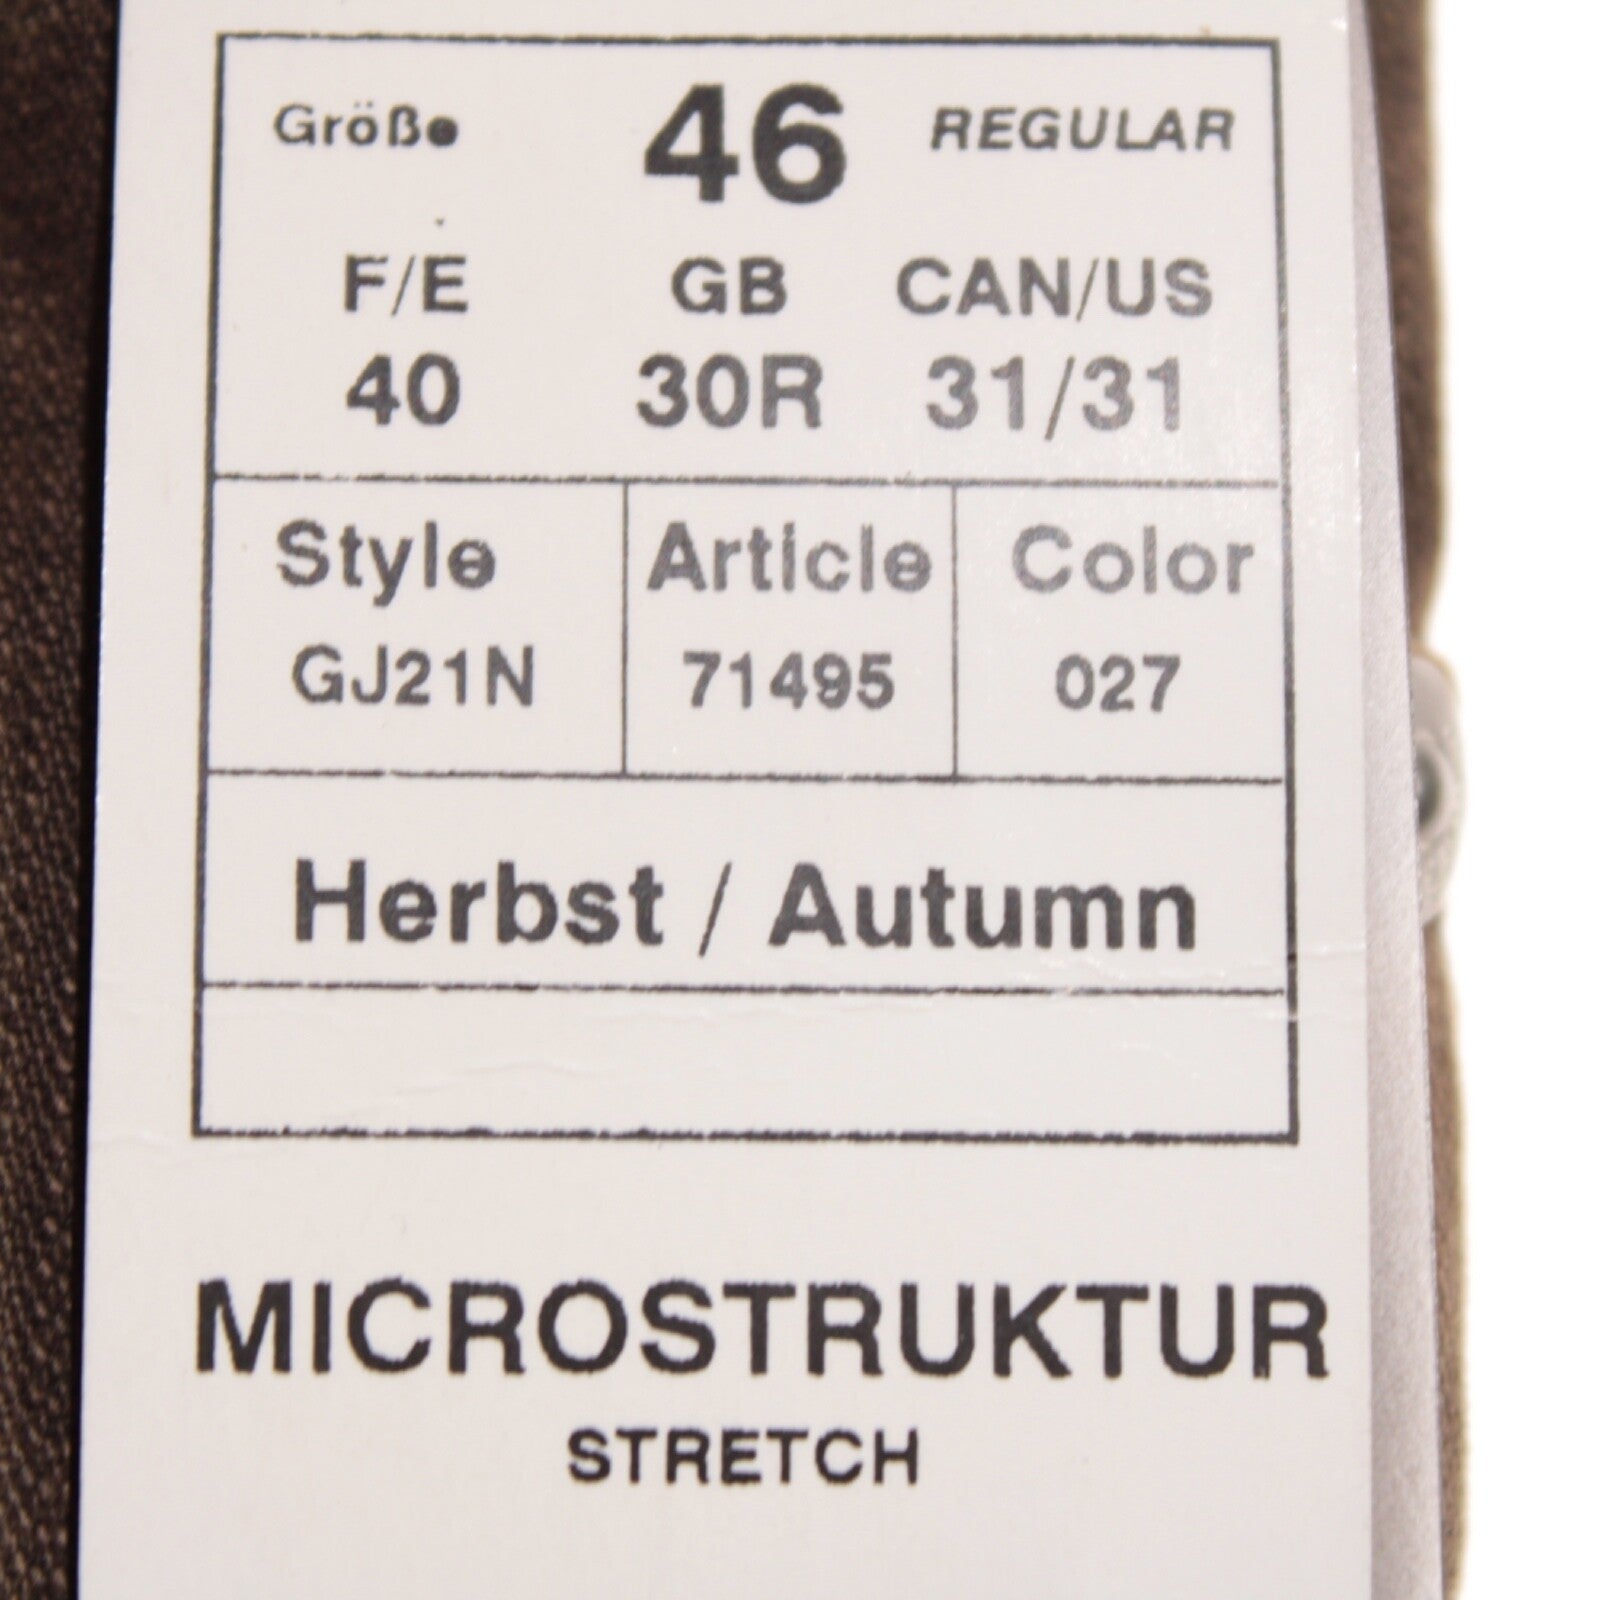 Größe 46 REGULAR
F/E GB CAN/US
40 30R 31/31
Style Article Color
GJ21N 71495 027
Herbst / Autumn
MICROSTRUKTUR
STRETCH